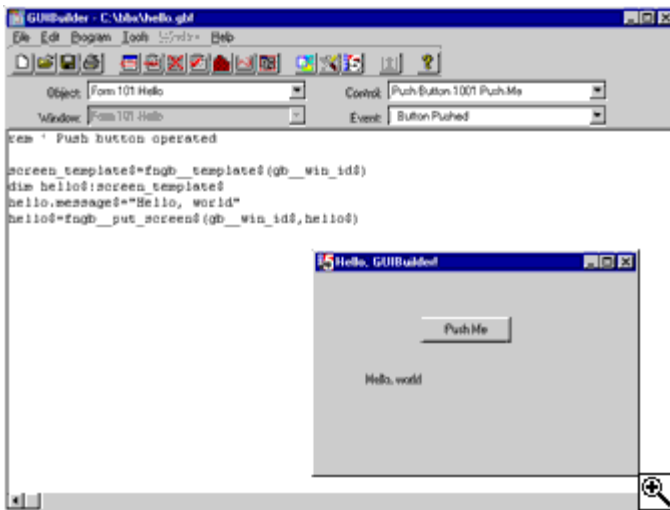 GUIBuilder - C:\bbx\hello.gbf
File Edit Program Tools Window Help
Object: Form 101 Hello Control: Push Button 1001 Push Me
Window: Form 101 Hello Event: Button Pushed
rem ' Push button operated
screen_template$=fngb__template$(gb__win_id$)
dim hello$:screen_template$
hello.message$="Hello, world"
hello$=fngb__put_screen$(gb__win_id$,hello$)
Hello, GUIBuilder!
Push Me
Hello, world